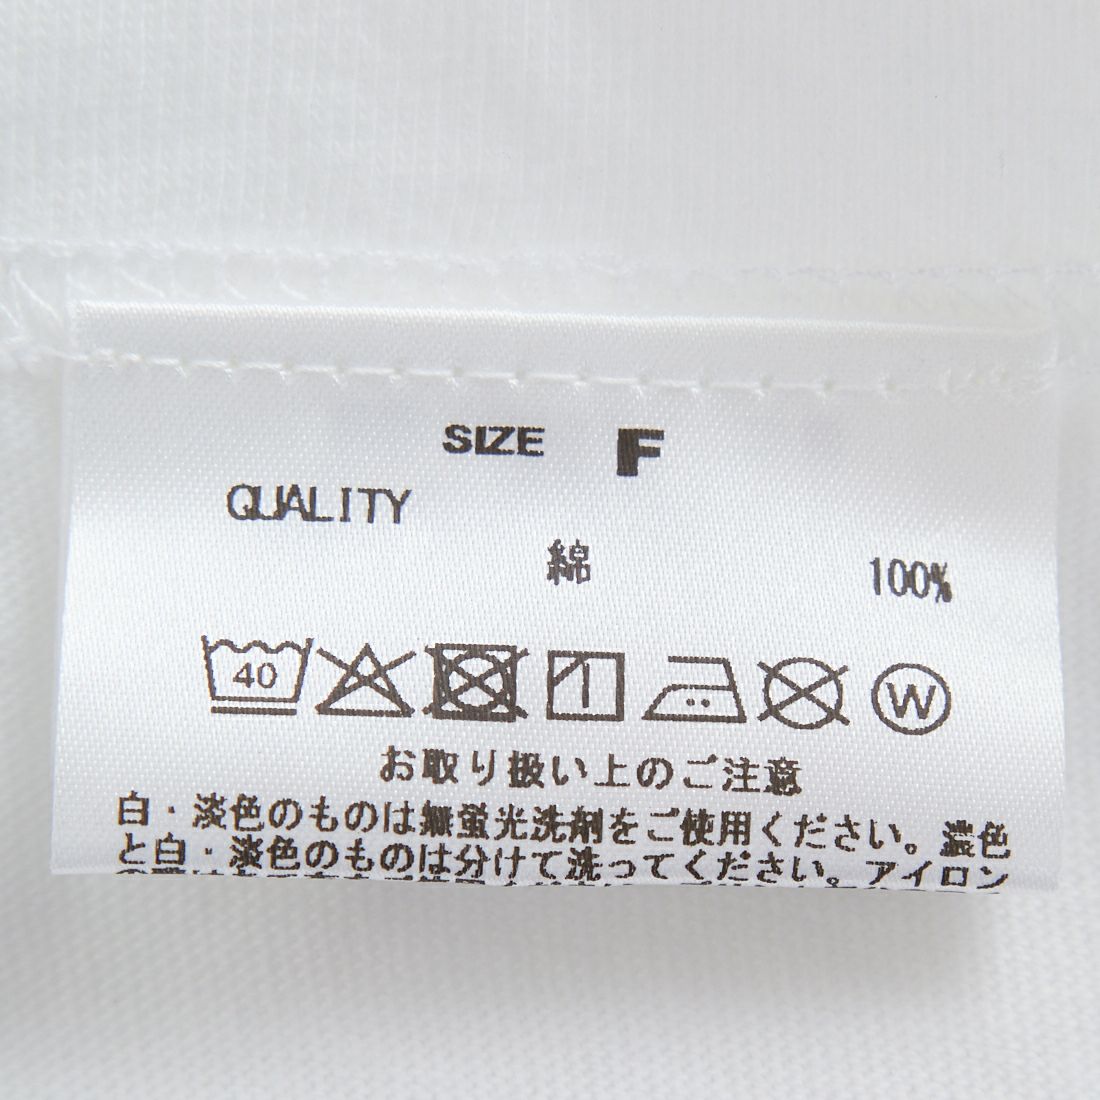 SIZE F
QUALITY
綿 100%
40
W
お取り扱い上のご注意
白・淡色のものは無蛍光洗剤をご使用ください。濃色
と白・淡色のものは分けて洗ってください。アイロン